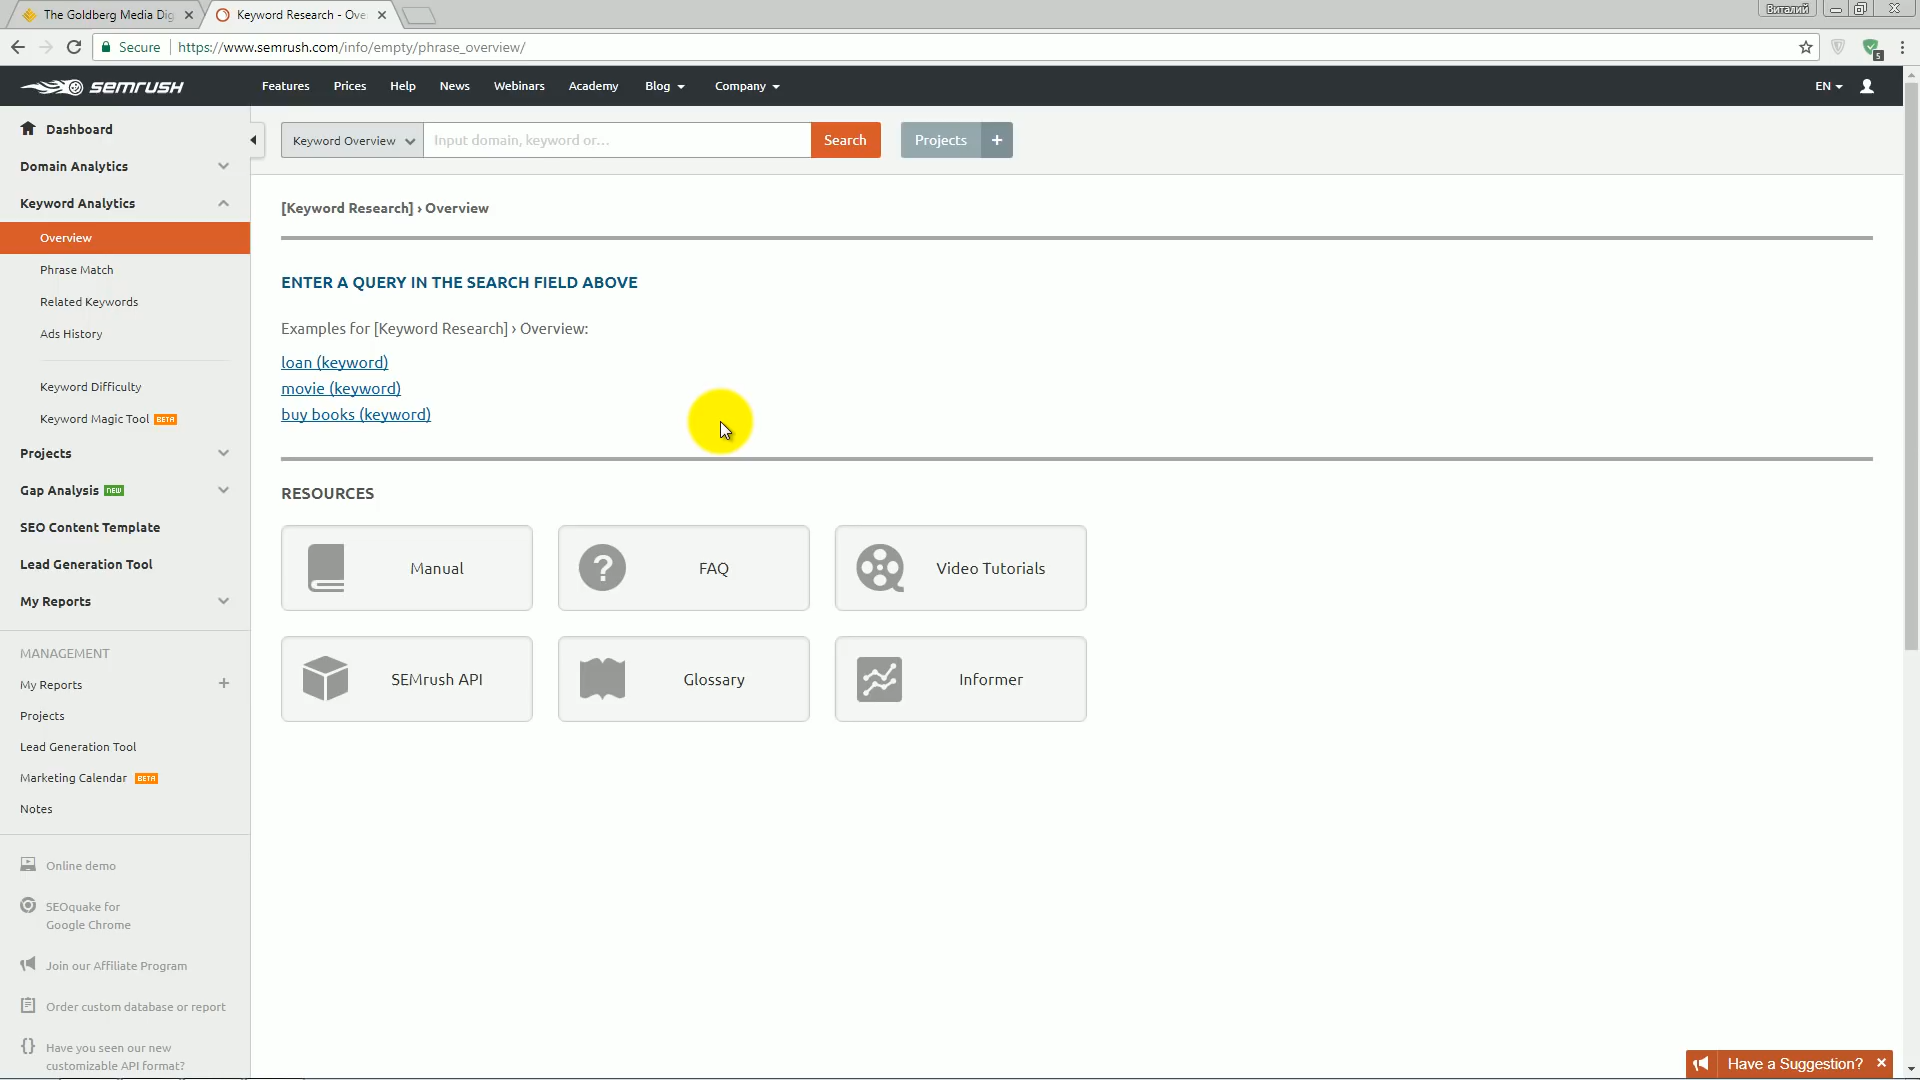 The Goldberg Media Dig
Keyword Research - Ove
Виталий
Secure
https://www.semrush.com/info/empty/phrase_overview/
5
semrush
Features
Prices
Help
News
Webinars
Academy
Blog
Company
EN
Dashboard
Domain Analytics
Keyword Analytics
Overview
Phrase Match
Related Keywords
Ads History
Keyword Difficulty
Keyword Magic Tool BETA
Projects
Gap Analysis NEW
SEO Content Template
Lead Generation Tool
My Reports
MANAGEMENT
My Reports
Projects
Lead Generation Tool
Marketing Calendar BETA
Notes
Online demo
SEOquake for
Google Chrome
Join our Affiliate Program
Order custom database or report
Have you seen our new
customizable API format?
Keyword Overview
Input domain, keyword or...
Search
Projects +
[Keyword Research] › Overview
ENTER A QUERY IN THE SEARCH FIELD ABOVE
Examples for [Keyword Research] › Overview:
loan (keyword)
movie (keyword)
buy books (keyword)
RESOURCES
Manual
FAQ
Video Tutorials
SEMrush API
Glossary
Informer
Have a Suggestion?